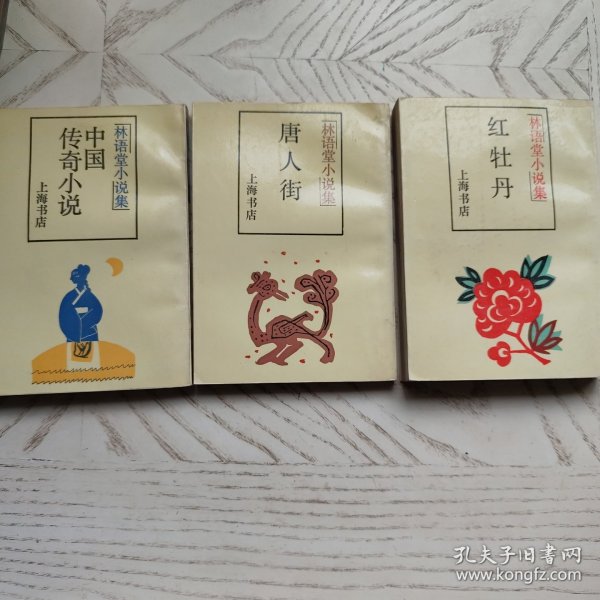 林语堂小说集
中国
传奇小说
上海书店
林语堂小说集
唐人街
上海书店
林语堂小说集
红牡丹
上海书店
孔夫子旧书网
www.kongfz.com